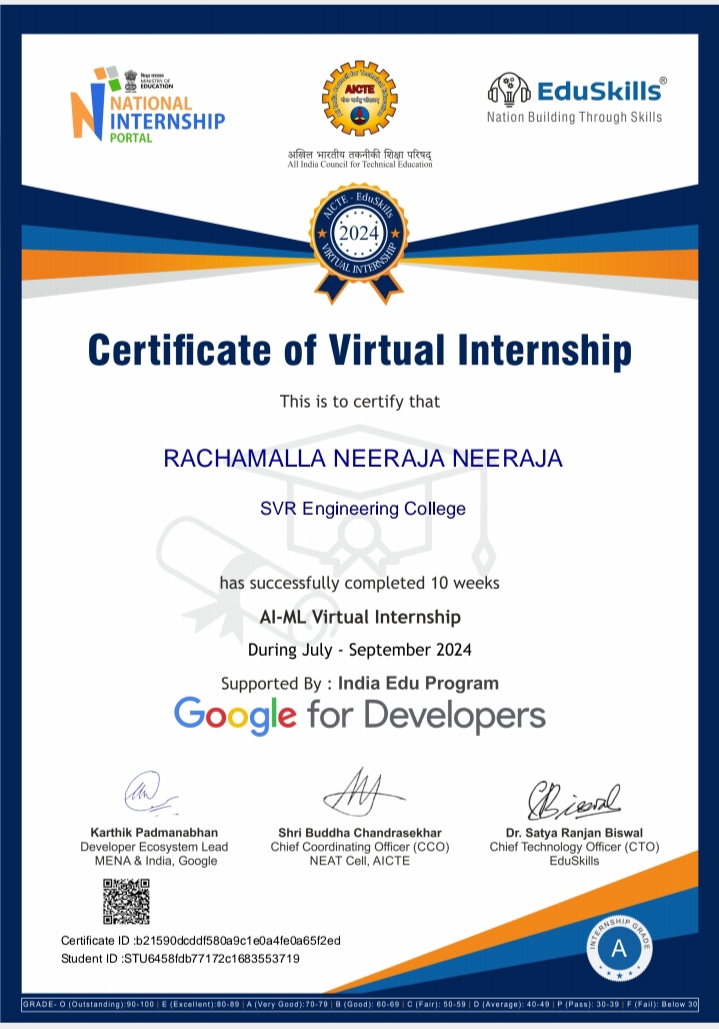 शिक्षा मंत्रालय
MINISTRY OF
EDUCATION
NATIONAL
INTERNSHIP
PORTAL
AICTE
अखिल भारतीय तकनीकी शिक्षा परिषद्
All India Council for Technical Education
EduSkills®
Nation Building Through Skills
AICTE - EduSkills
2024
VIRTUAL INTERNSHIP
Certificate of Virtual Internship
This is to certify that
RACHAMALLA NEERAJA NEERAJA
SVR Engineering College
has successfully completed 10 weeks
AI-ML Virtual Internship
During July - September 2024
Supported By : India Edu Program
Google for Developers
Karthik Padmanabhan
Developer Ecosystem Lead
MENA & India, Google
Shri Buddha Chandrasekhar
Chief Coordinating Officer (CCO)
NEAT Cell, AICTE
Dr. Satya Ranjan Biswal
Chief Technology Officer (CTO)
EduSkills
Certificate ID :b21590dcddf580a9c1e0a4fe0a65f2ed
Student ID :STU6458fdb77172c1683553719
INTERNSHIP GRADE
A
GRADE- O (Outstanding):90-100 | E (Excellent):80-89 | A (Very Good):70-79 | B (Good): 60-69 | C (Fair): 50-59 | D (Average): 40-49 | P (Pass): 30-39 | F (Fail): Below 30